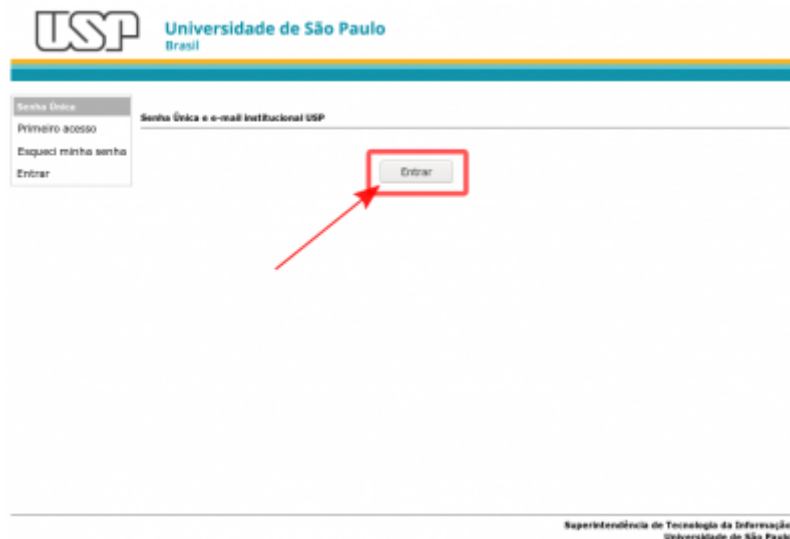 USP
Universidade de São Paulo
Brasil
Senha Única
Primeiro acesso
Esqueci minha senha
Entrar
Senha Única e e-mail institucional USP
Entrar
Superintendência de Tecnologia da Informação
Universidade de São Paulo